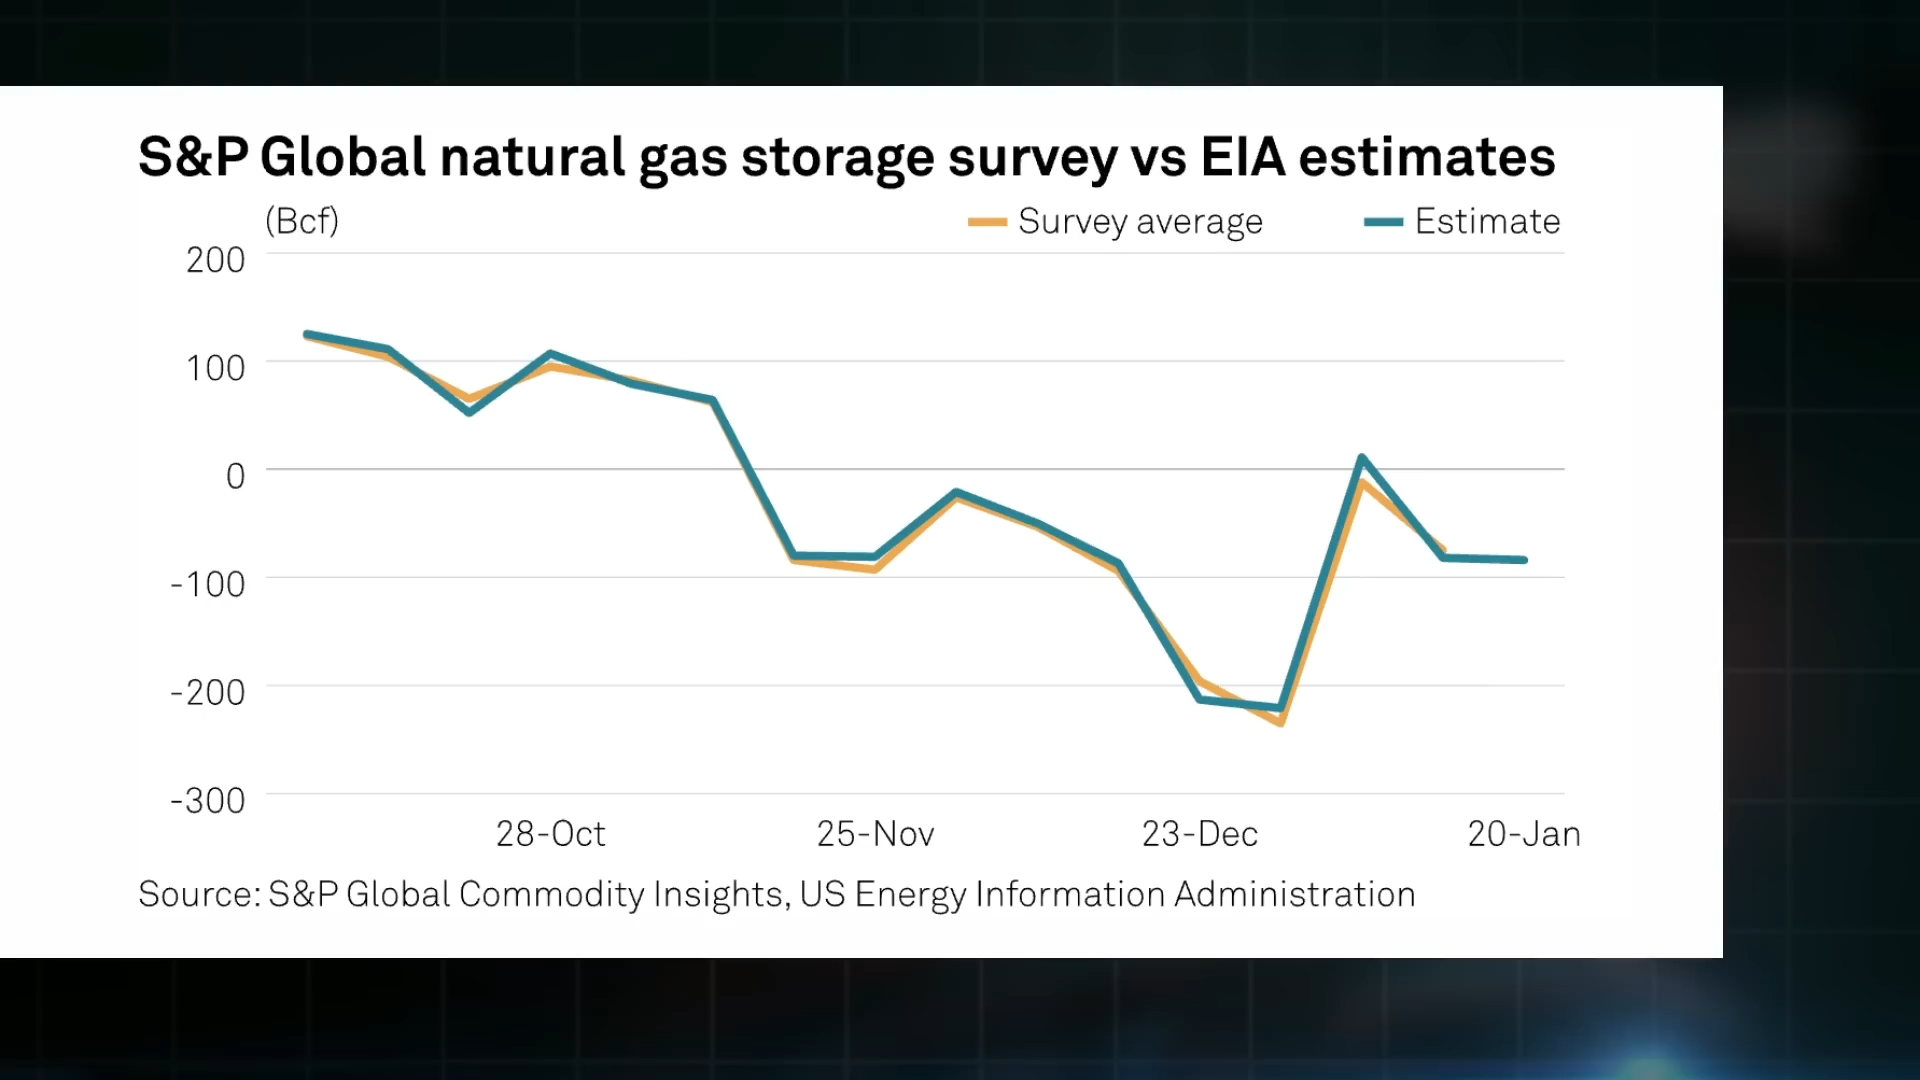 S&P Global natural gas storage survey vs EIA estimates
(Bcf)
Survey average
Estimate
200
100
0
-100
-200
-300
28-Oct
25-Nov
23-Dec
20-Jan
Source: S&P Global Commodity Insights, US Energy Information Administration